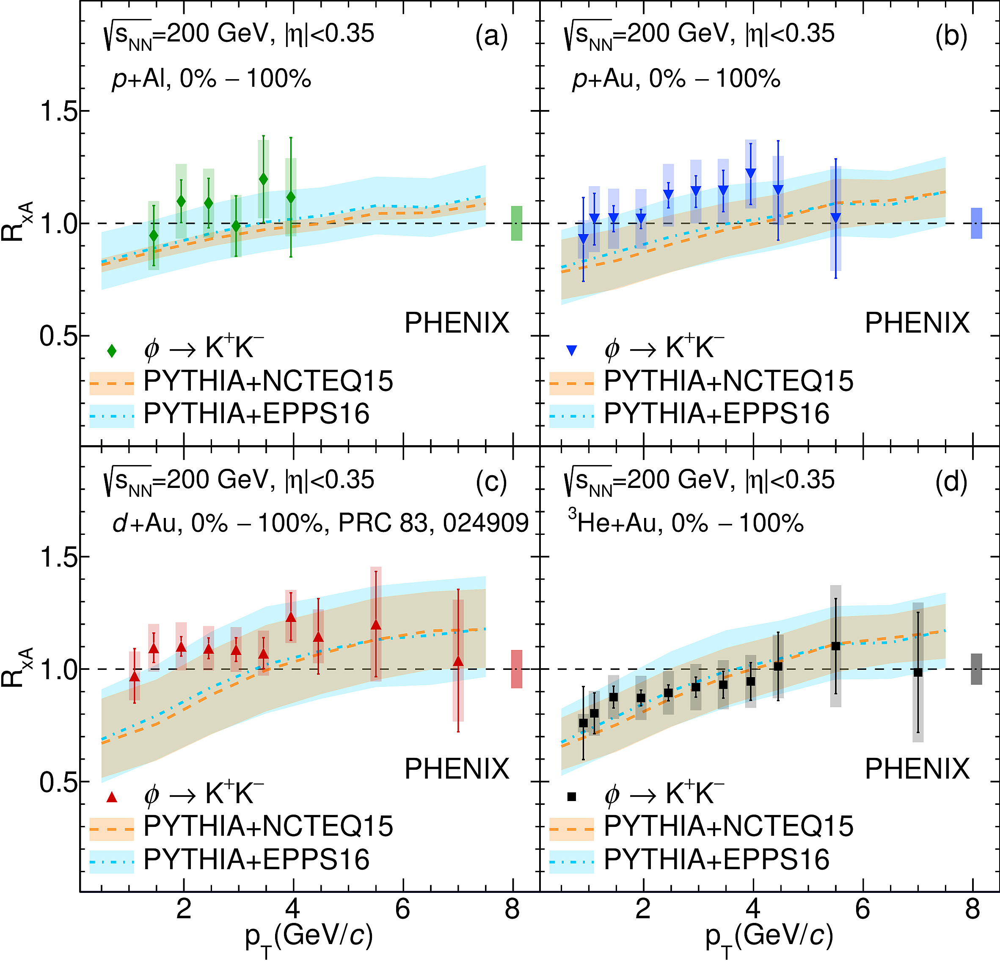 √sNN=200 GeV, |η|<0.35 (a)
p+Al, 0% – 100%
1.5
1.0
0.5
RxA
PHENIX
ϕ → K⁺K⁻
PYTHIA+NCTEQ15
PYTHIA+EPPS16
√sNN=200 GeV, |η|<0.35 (b)
p+Au, 0% – 100%
PHENIX
ϕ → K⁺K⁻
PYTHIA+NCTEQ15
PYTHIA+EPPS16
√sNN=200 GeV, |η|<0.35 (c)
d+Au, 0% – 100%, PRC 83, 024909
1.5
1.0
0.5
RxA
PHENIX
ϕ → K⁺K⁻
PYTHIA+NCTEQ15
PYTHIA+EPPS16
2 4 6 8
pT(GeV/c)
√sNN=200 GeV, |η|<0.35 (d)
³He+Au, 0% – 100%
PHENIX
ϕ → K⁺K⁻
PYTHIA+NCTEQ15
PYTHIA+EPPS16
2 4 6 8
pT(GeV/c)